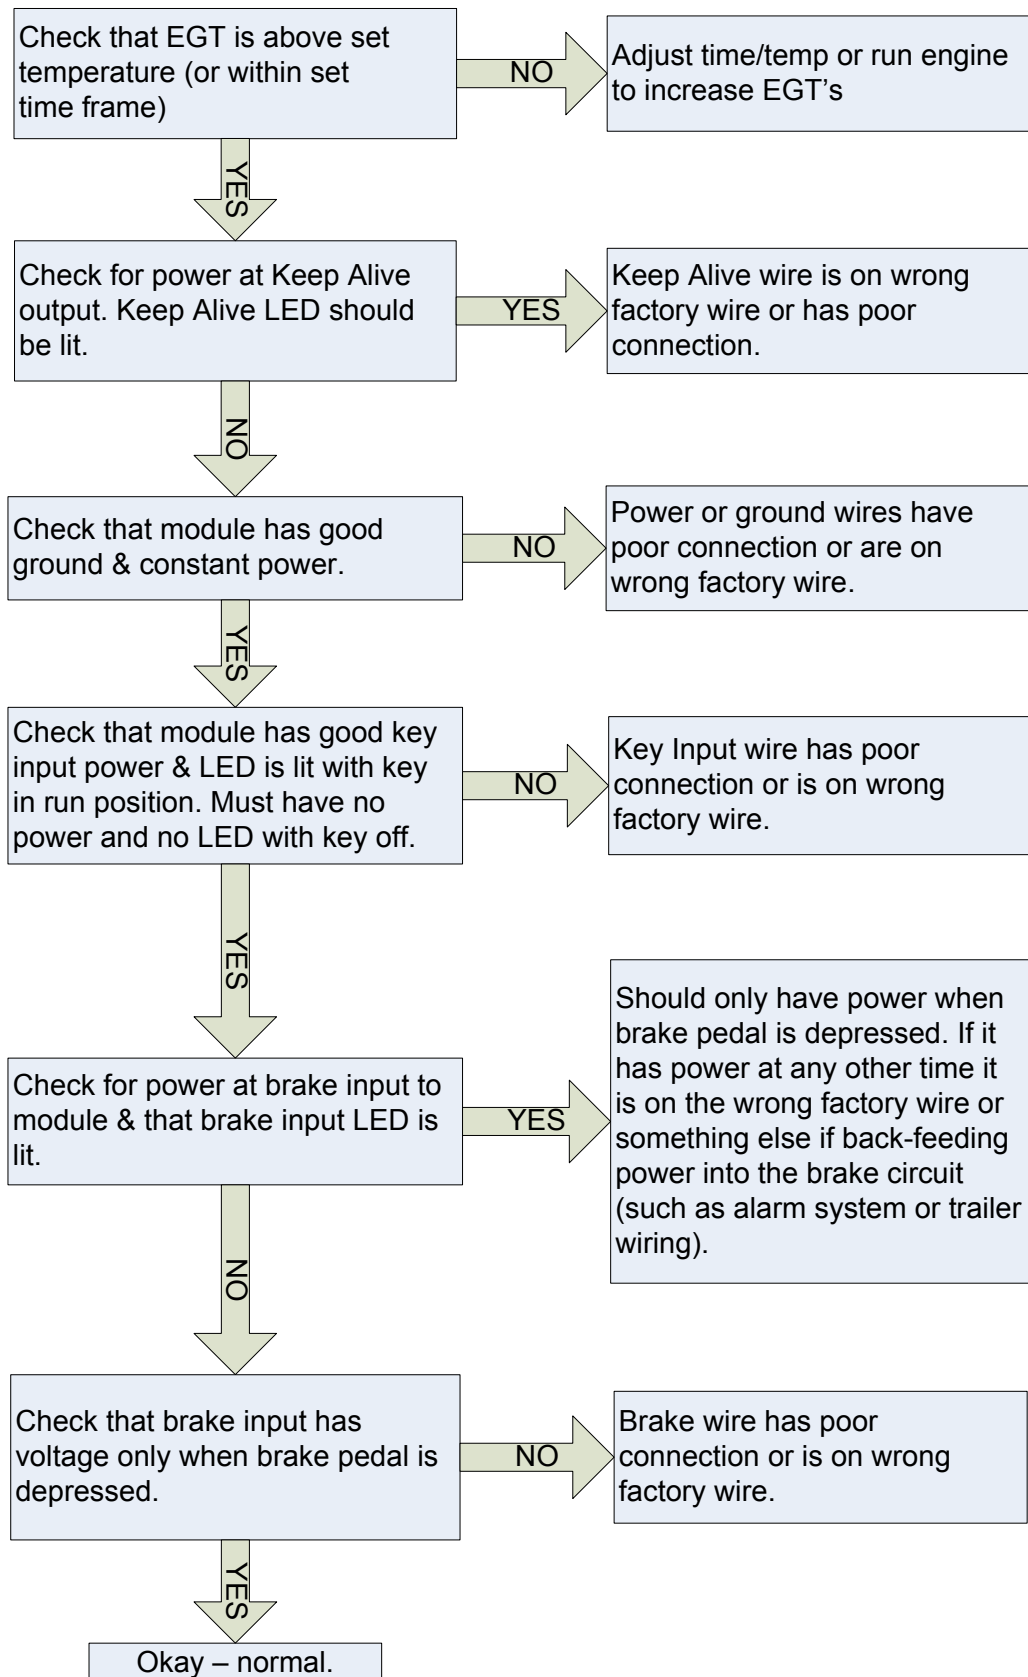 Check that EGT is above set
temperature (or within set
time frame)
NO
Adjust time/temp or run engine
to increase EGT's
YES
Check for power at Keep Alive
output. Keep Alive LED should
be lit.
YES
Keep Alive wire is on wrong
factory wire or has poor
connection.
NO
Check that module has good
ground & constant power.
NO
Power or ground wires have
poor connection or are on
wrong factory wire.
YES
Check that module has good key
input power & LED is lit with key
in run position. Must have no
power and no LED with key off.
NO
Key Input wire has poor
connection or is on wrong
factory wire.
YES
Check for power at brake input to
module & that brake input LED is
lit.
YES
Should only have power when
brake pedal is depressed. If it
has power at any other time it
is on the wrong factory wire or
something else if back-feeding
power into the brake circuit
(such as alarm system or trailer
wiring).
NO
Check that brake input has
voltage only when brake pedal is
depressed.
NO
Brake wire has poor
connection or is on wrong
factory wire.
YES
Okay – normal.